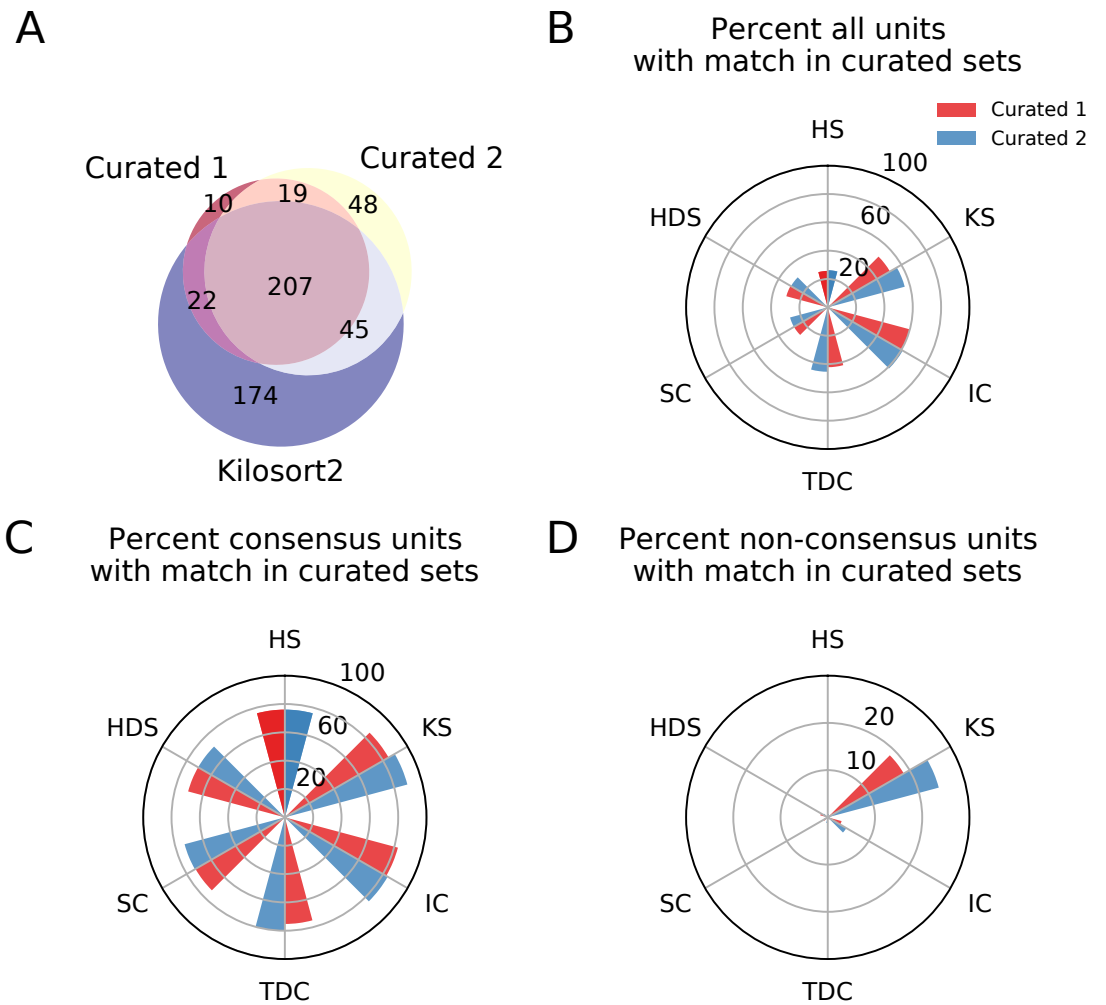 A
Curated 1
Curated 2
10
19
48
22
207
45
174
Kilosort2
B
Percent all units
with match in curated sets
Curated 1
Curated 2
HS
100
HDS
60
KS
20
SC
IC
TDC
C
Percent consensus units
with match in curated sets
HS
100
HDS
60
KS
20
SC
IC
TDC
D
Percent non-consensus units
with match in curated sets
HS
HDS
20
KS
10
SC
IC
TDC